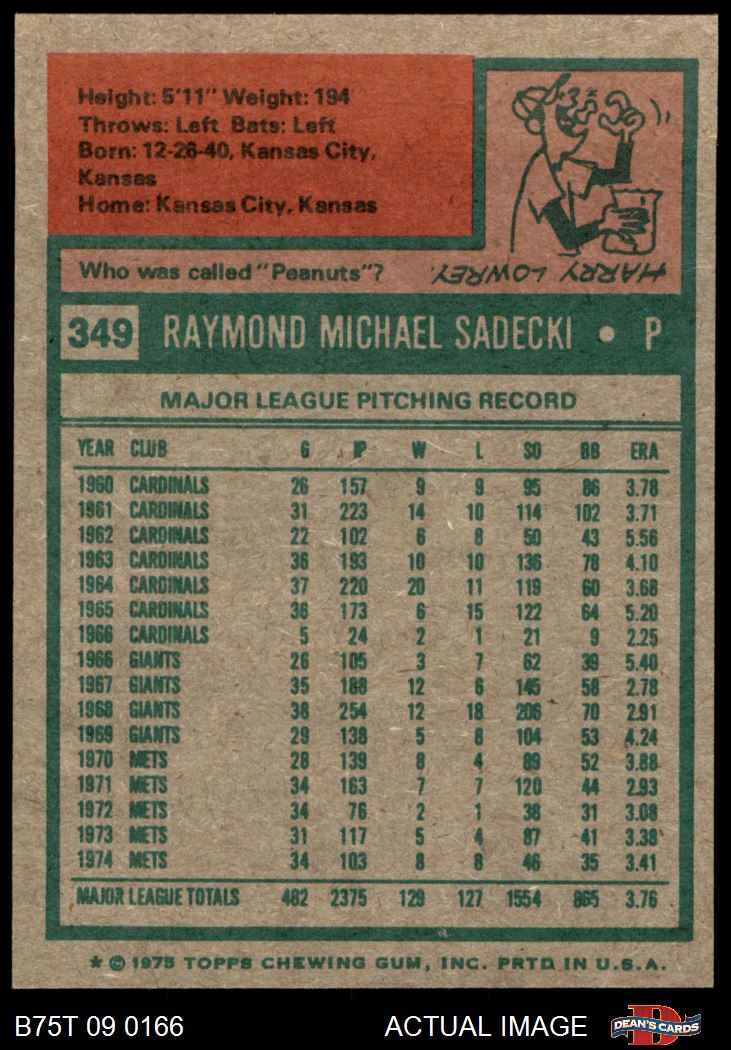 Height: 5'11" Weight: 194
Throws: Left Bats: Left
Born: 12-26-40, Kansas City,
Kansas
Home: Kansas City, Kansas
Who was called "Peanuts"? HARRY LOWREY.
349 RAYMOND MICHAEL SADECKI • P
MAJOR LEAGUE PITCHING RECORD
YEAR CLUB G IP W L SO BB ERA
1960 CARDINALS 26 157 9 9 95 86 3.78
1961 CARDINALS 31 223 14 10 114 102 3.71
1962 CARDINALS 22 102 6 8 50 43 5.56
1963 CARDINALS 36 193 10 10 136 78 4.10
1964 CARDINALS 37 220 20 11 119 60 3.68
1965 CARDINALS 36 173 6 15 122 64 5.20
1966 CARDINALS 5 24 2 1 21 9 2.25
1966 GIANTS 26 105 3 7 62 39 5.40
1967 GIANTS 35 188 12 6 145 58 2.78
1968 GIANTS 38 254 12 18 206 70 2.91
1969 GIANTS 29 138 5 8 104 53 4.24
1970 METS 28 139 8 4 89 52 3.88
1971 METS 34 163 7 7 120 44 2.93
1972 METS 34 76 2 1 38 31 3.08
1973 METS 31 117 5 4 87 41 3.38
1974 METS 34 103 8 8 46 35 3.41
MAJOR LEAGUE TOTALS 482 2375 129 127 1554 865 3.76
* © 1975 TOPPS CHEWING GUM, INC. PRTD. IN U.S.A.
B75T 09 0166 ACTUAL IMAGE D DEAN'S CARDS